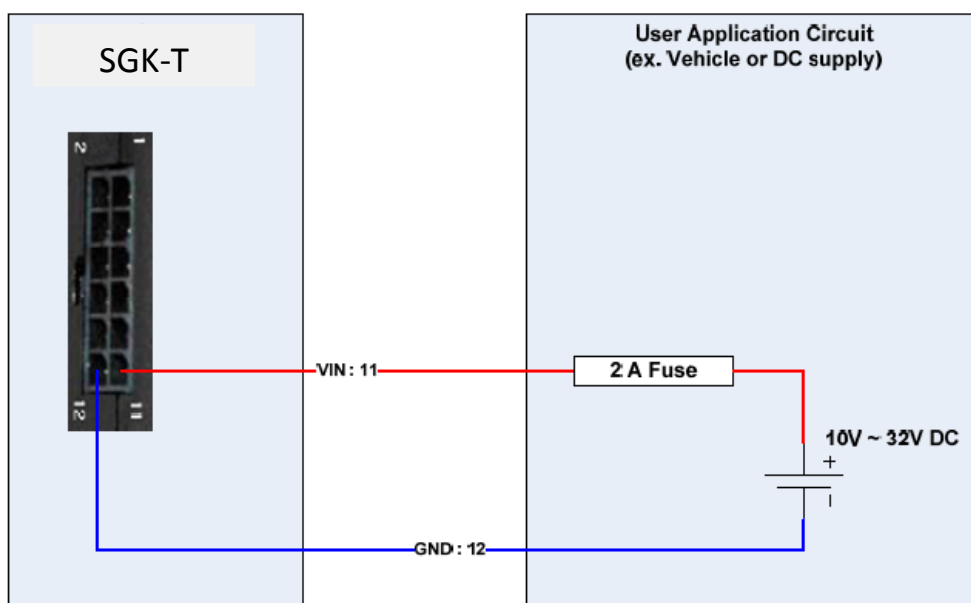 SGK-T
User Application Circuit
(ex. Vehicle or DC supply)
2
1
VIN : 11
2 A Fuse
12
11
10V ~ 32V DC
+
-
GND : 12